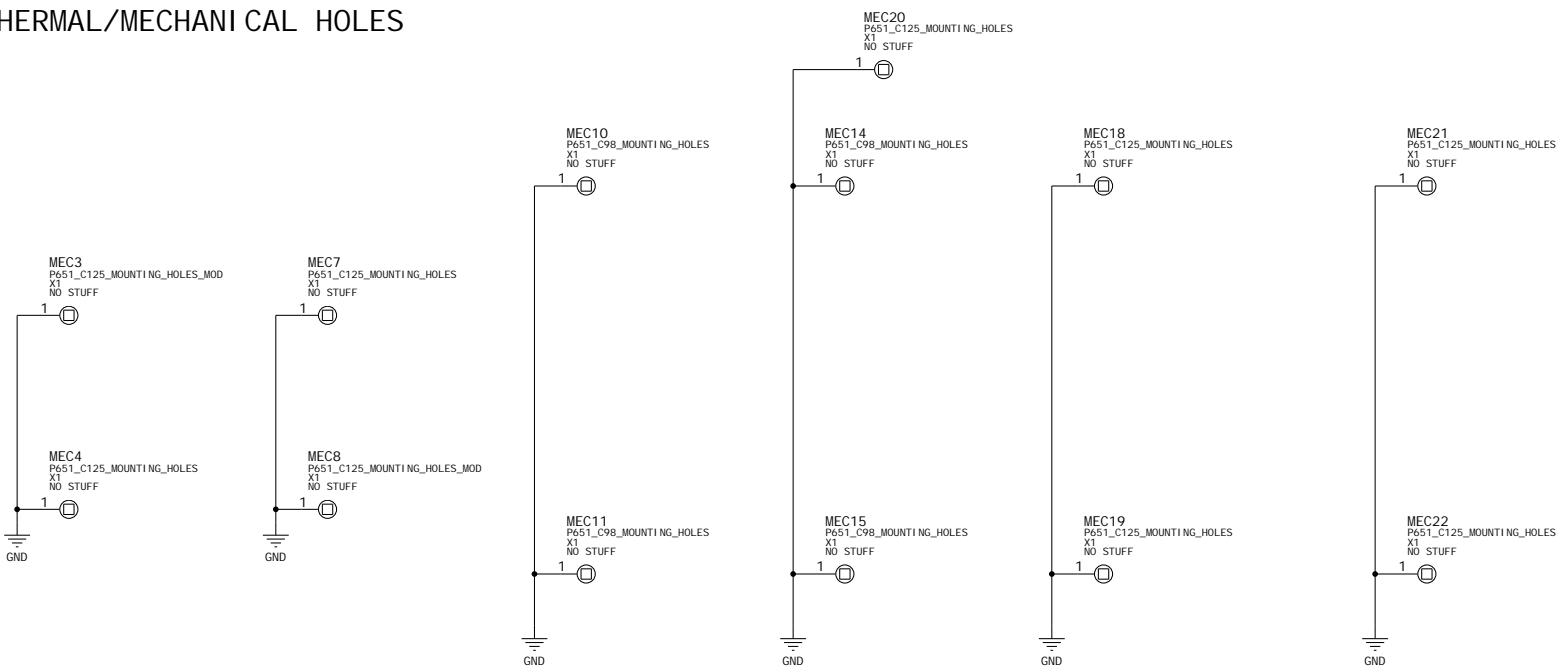 HERMAL/MECHANICAL HOLES
MEC20
P651_C125_MOUNTING_HOLES
X1
NO STUFF
1
MEC10
P651_C98_MOUNTING_HOLES
X1
NO STUFF
1
MEC14
P651_C98_MOUNTING_HOLES
X1
NO STUFF
1
MEC18
P651_C125_MOUNTING_HOLES
X1
NO STUFF
1
MEC21
P651_C125_MOUNTING_HOLES
X1
NO STUFF
1
MEC3
P651_C125_MOUNTING_HOLES_MOD
X1
NO STUFF
1
MEC7
P651_C125_MOUNTING_HOLES
X1
NO STUFF
1
MEC4
P651_C125_MOUNTING_HOLES
X1
NO STUFF
1
GND
MEC8
P651_C125_MOUNTING_HOLES_MOD
X1
NO STUFF
1
GND
MEC11
P651_C98_MOUNTING_HOLES
X1
NO STUFF
1
GND
MEC15
P651_C98_MOUNTING_HOLES
X1
NO STUFF
1
GND
MEC19
P651_C125_MOUNTING_HOLES
X1
NO STUFF
1
GND
MEC22
P651_C125_MOUNTING_HOLES
X1
NO STUFF
1
GND